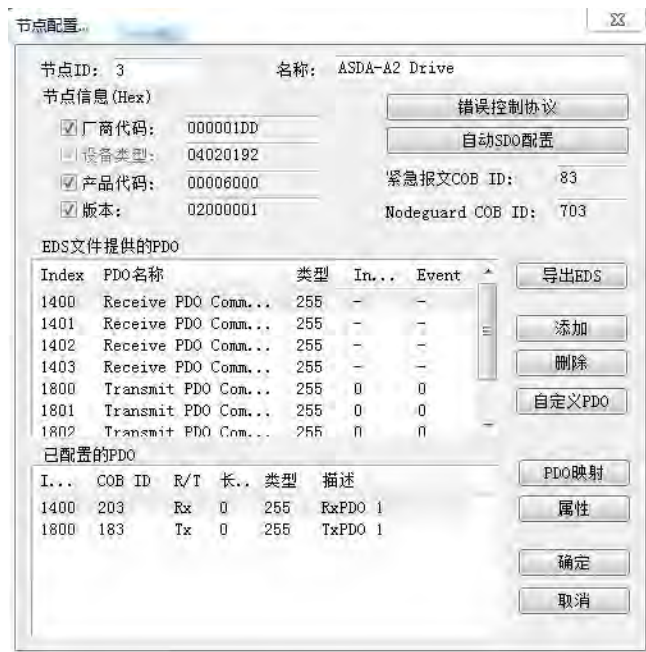 节点配置...
节点ID: 3 名称: ASDA-A2 Drive
节点信息(Hex)
厂商代码: 000001DD
设备类型: 04020192
产品代码: 00006000
版本: 02000001
错误控制协议
自动SDO配置
紧急报文COB ID: 83
Nodeguard COB ID: 703
EDS文件提供的PDO
Index PDO名称 类型 In... Event
1400 Receive PDO Comm... 255 - -
1401 Receive PDO Comm... 255 - -
1402 Receive PDO Comm... 255 - -
1403 Receive PDO Comm... 255 - -
1800 Transmit PDO Com... 255 0 0
1801 Transmit PDO Com... 255 0 0
1802 Transmit PDO Com... 255 0 0
导出EDS
添加
删除
自定义PDO
已配置的PDO
I... COB ID R/T 长.. 类型 描述
1400 203 Rx 0 255 RxPDO 1
1800 183 Tx 0 255 TxPDO 1
PDO映射
属性
确定
取消